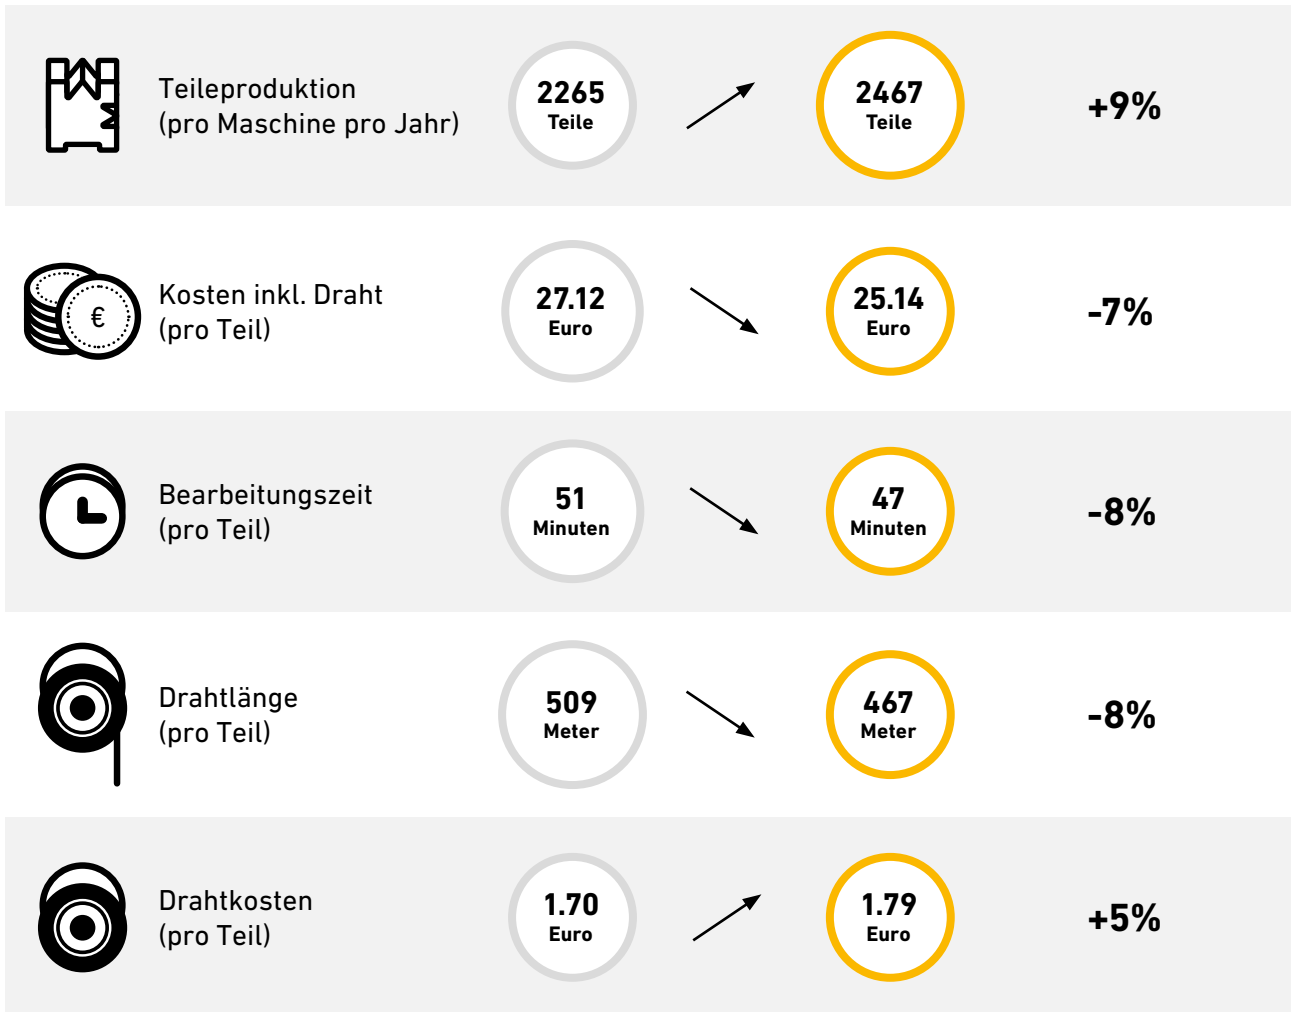 Teileproduktion
(pro Maschine pro Jahr)
2265
Teile
2467
Teile
+9%
Kosten inkl. Draht
(pro Teil)
€
27.12
Euro
25.14
Euro
-7%
Bearbeitungszeit
(pro Teil)
51
Minuten
47
Minuten
-8%
Drahtlänge
(pro Teil)
509
Meter
467
Meter
-8%
Drahtkosten
(pro Teil)
1.70
Euro
1.79
Euro
+5%